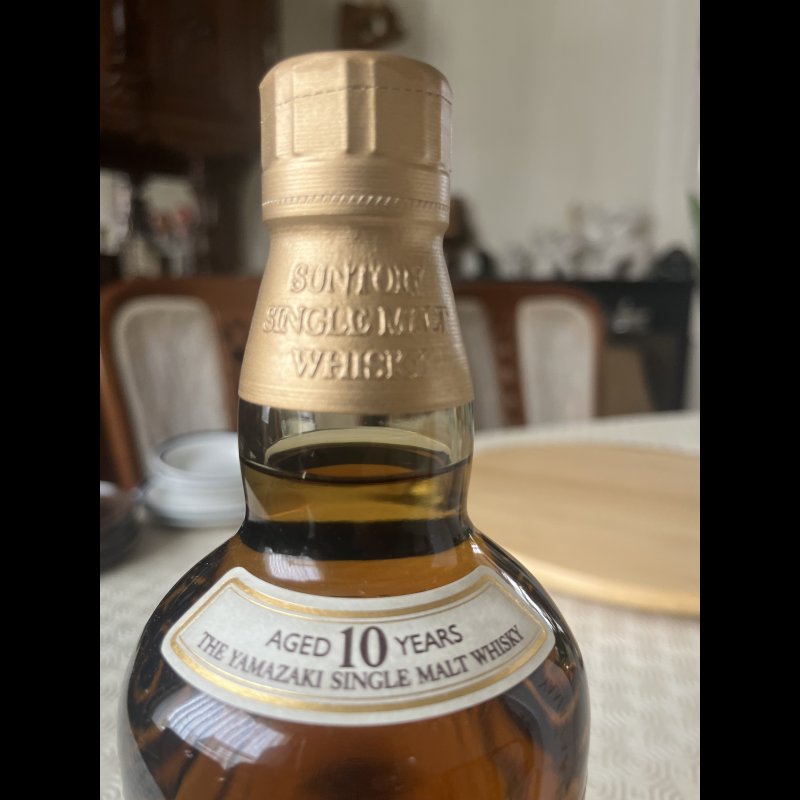 SUNTORY
SINGLE MALT
WHISKY
AGED 10 YEARS
THE YAMAZAKI SINGLE MALT WHISKY